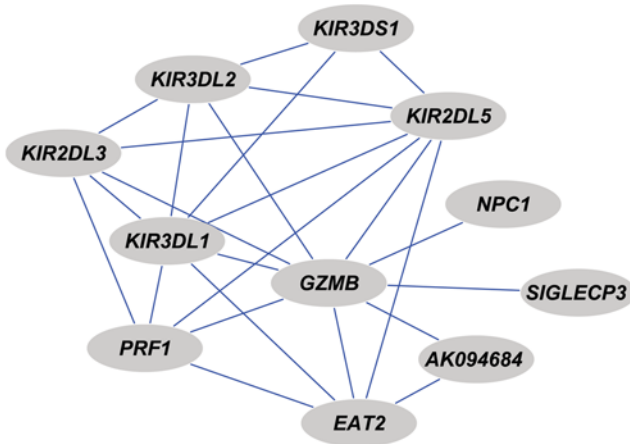 KIR3DS1
KIR3DL2
KIR2DL5
KIR2DL3
NPC1
KIR3DL1
GZMB
SIGLECP3
PRF1
AK094684
EAT2